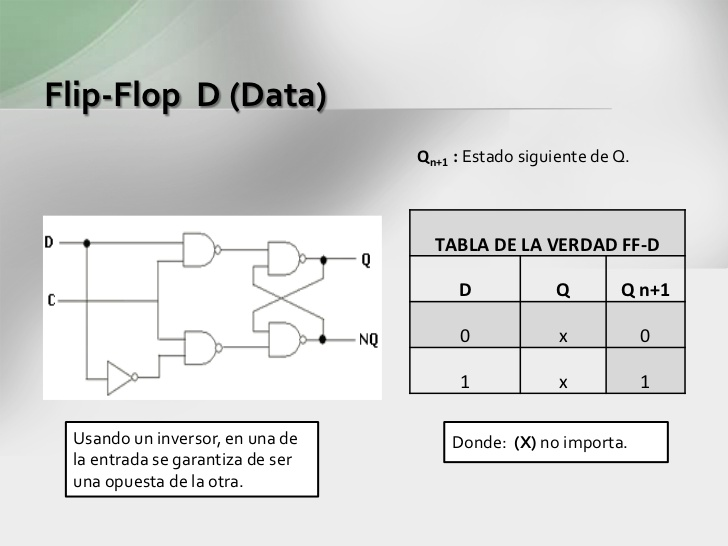 Flip-Flop D (Data)
Qn+1 : Estado siguiente de Q.
D
C
Q
NQ
TABLA DE LA VERDAD FF-D
D Q Q n+1
0 x 0
1 x 1
Usando un inversor, en una de
la entrada se garantiza de ser
una opuesta de la otra.
Donde: (X) no importa.